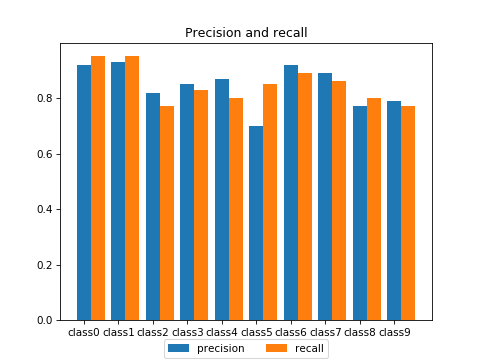 Precision and recall
0.8
0.6
0.4
0.2
0.0
class0 class1 class2 class3 class4 class5 class6 class7 class8 class9
precision recall